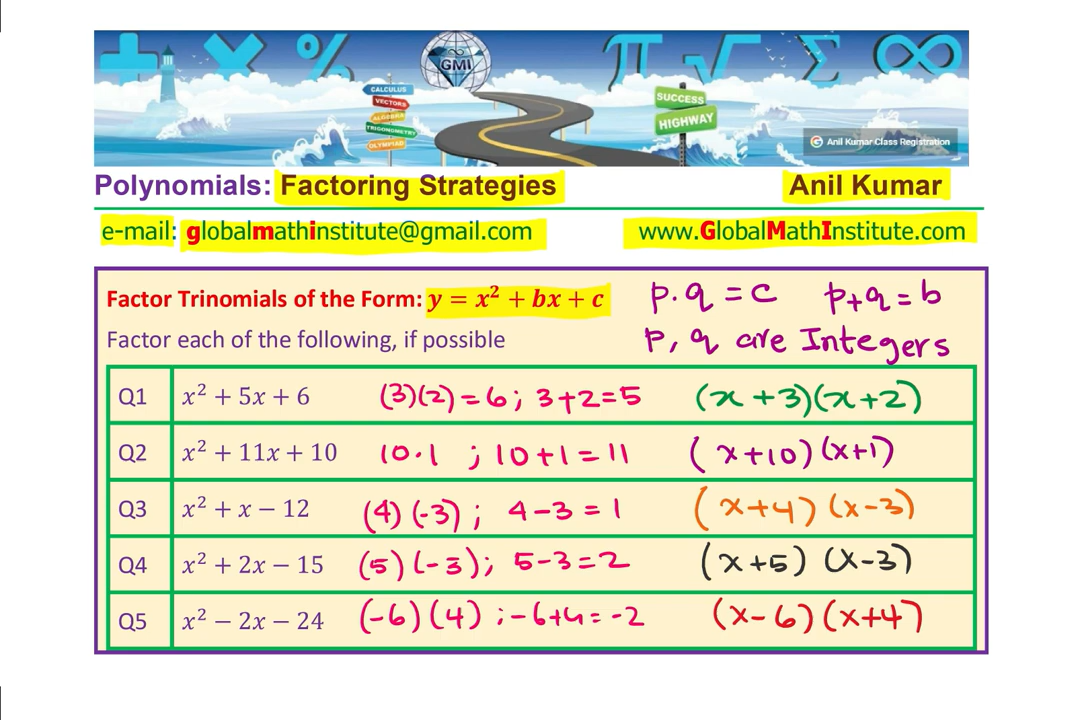 + × % GMI π √ Σ ∞
CALCULUS
VECTORS
ALGEBRA
TRIGONOMETRY
OLYMPIAD
SUCCESS
HIGHWAY
Anil Kumar Class Registration
Polynomials: Factoring Strategies Anil Kumar
e-mail: globalmathinstitute@gmail.com www.GlobalMathInstitute.com
Factor Trinomials of the Form: y = x² + bx + c p·q = c p+q = b
Factor each of the following, if possible p, q are Integers
Q1 x² + 5x + 6 (3)(2) = 6; 3+2=5 (x+3)(x+2)
Q2 x² + 11x + 10 10·1 ; 10+1 = 11 (x+10)(x+1)
Q3 x² + x − 12 (4)(-3); 4-3 = 1 (x+4)(x-3)
Q4 x² + 2x − 15 (5)(-3); 5-3=2 (x+5)(x-3)
Q5 x² − 2x − 24 (-6)(4) ; -6+4= -2 (x-6)(x+4)